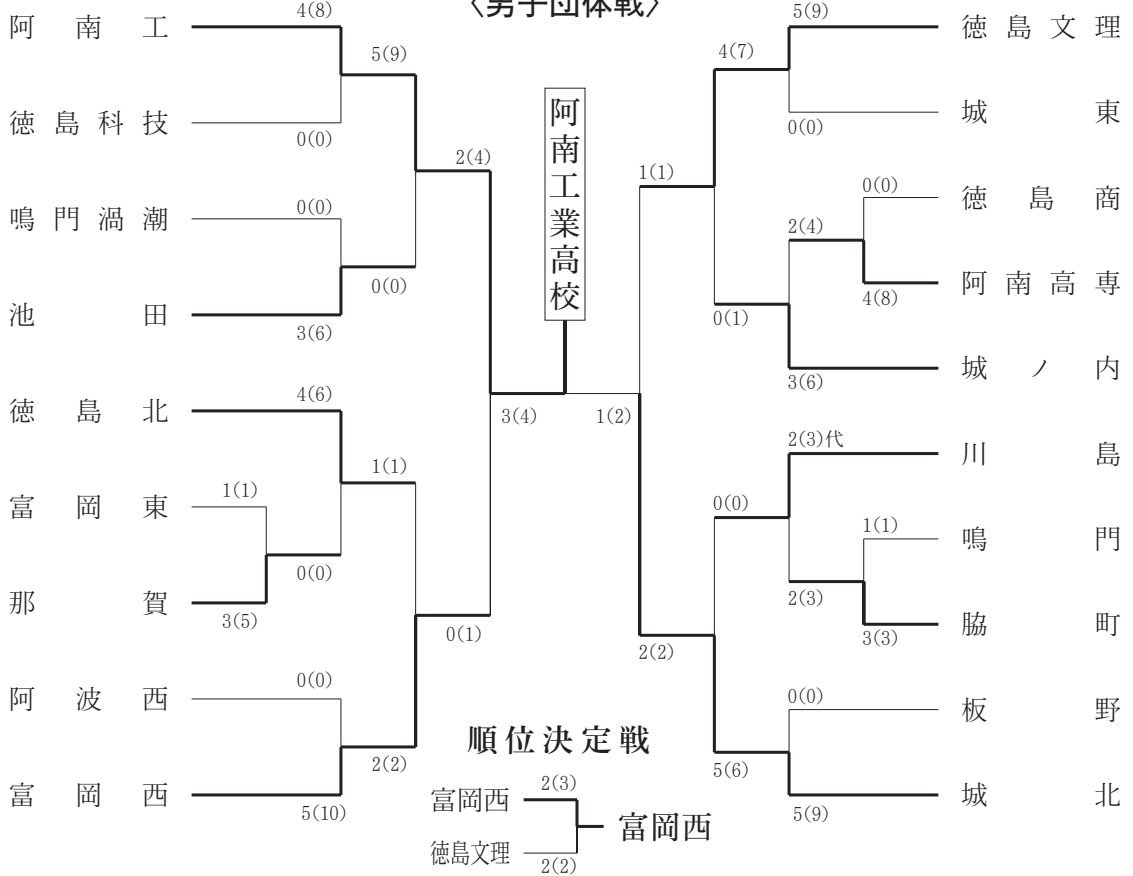 〈男子団体戦〉
阿南工 4(8)
5(9)
徳島科技 0(0)
2(4)
鳴門渦潮 0(0)
0(0)
池田 3(6)
徳島北 4(6)
1(1)
富岡東 1(1)
0(0)
那賀 3(5)
0(1)
阿波西 0(0)
2(2)
富岡西 5(10)
阿南工業高校
3(4) 1(2)
5(9) 徳島文理
4(7)
0(0) 城東
1(1)
0(0) 徳島商
2(4)
4(8) 阿南高専
0(1)
3(6) 城ノ内
2(3)代 川島
0(0)
1(1) 鳴門
2(3)
3(3) 脇町
2(2)
0(0) 板野
5(6)
5(9) 城北
順位決定戦
富岡西 2(3)
富岡西
徳島文理 2(2)